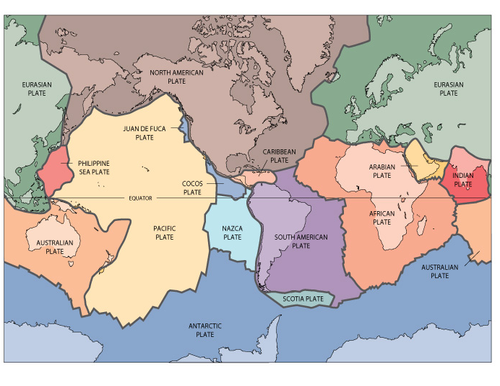 NORTH AMERICAN
PLATE
EURASIAN
PLATE
EURASIAN
PLATE
JUAN DE FUCA
PLATE
CARIBBEAN
PLATE
PHILIPPINE
SEA PLATE
ARABIAN
PLATE
INDIAN
PLATE
COCOS
PLATE
EQUATOR
AFRICAN
PLATE
PACIFIC
PLATE
NAZCA
PLATE
SOUTH AMERICAN
PLATE
AUSTRALIAN
PLATE
AUSTRALIAN
PLATE
SCOTIA PLATE
ANTARCTIC
PLATE